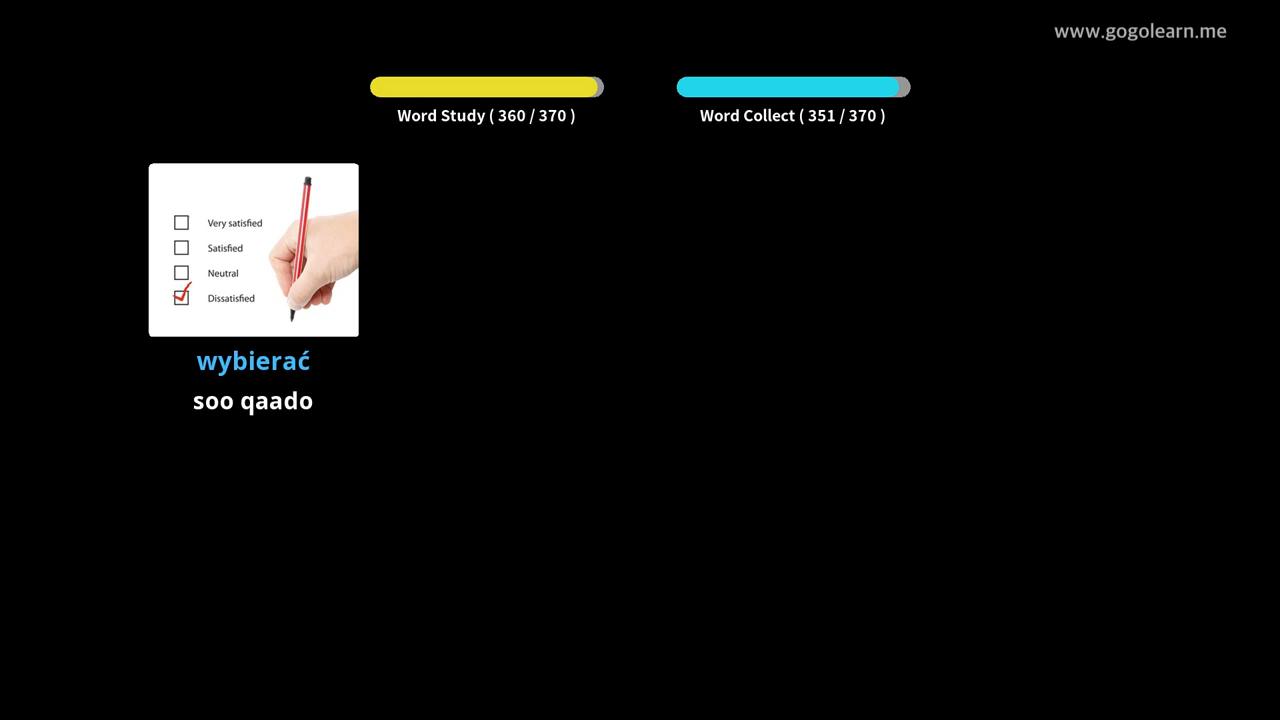 www.gogolearn.me
Word Study ( 360 / 370 )
Word Collect ( 351 / 370 )
Very satisfied
Satisfied
Neutral
Dissatisfied
wybierać
soo qaado